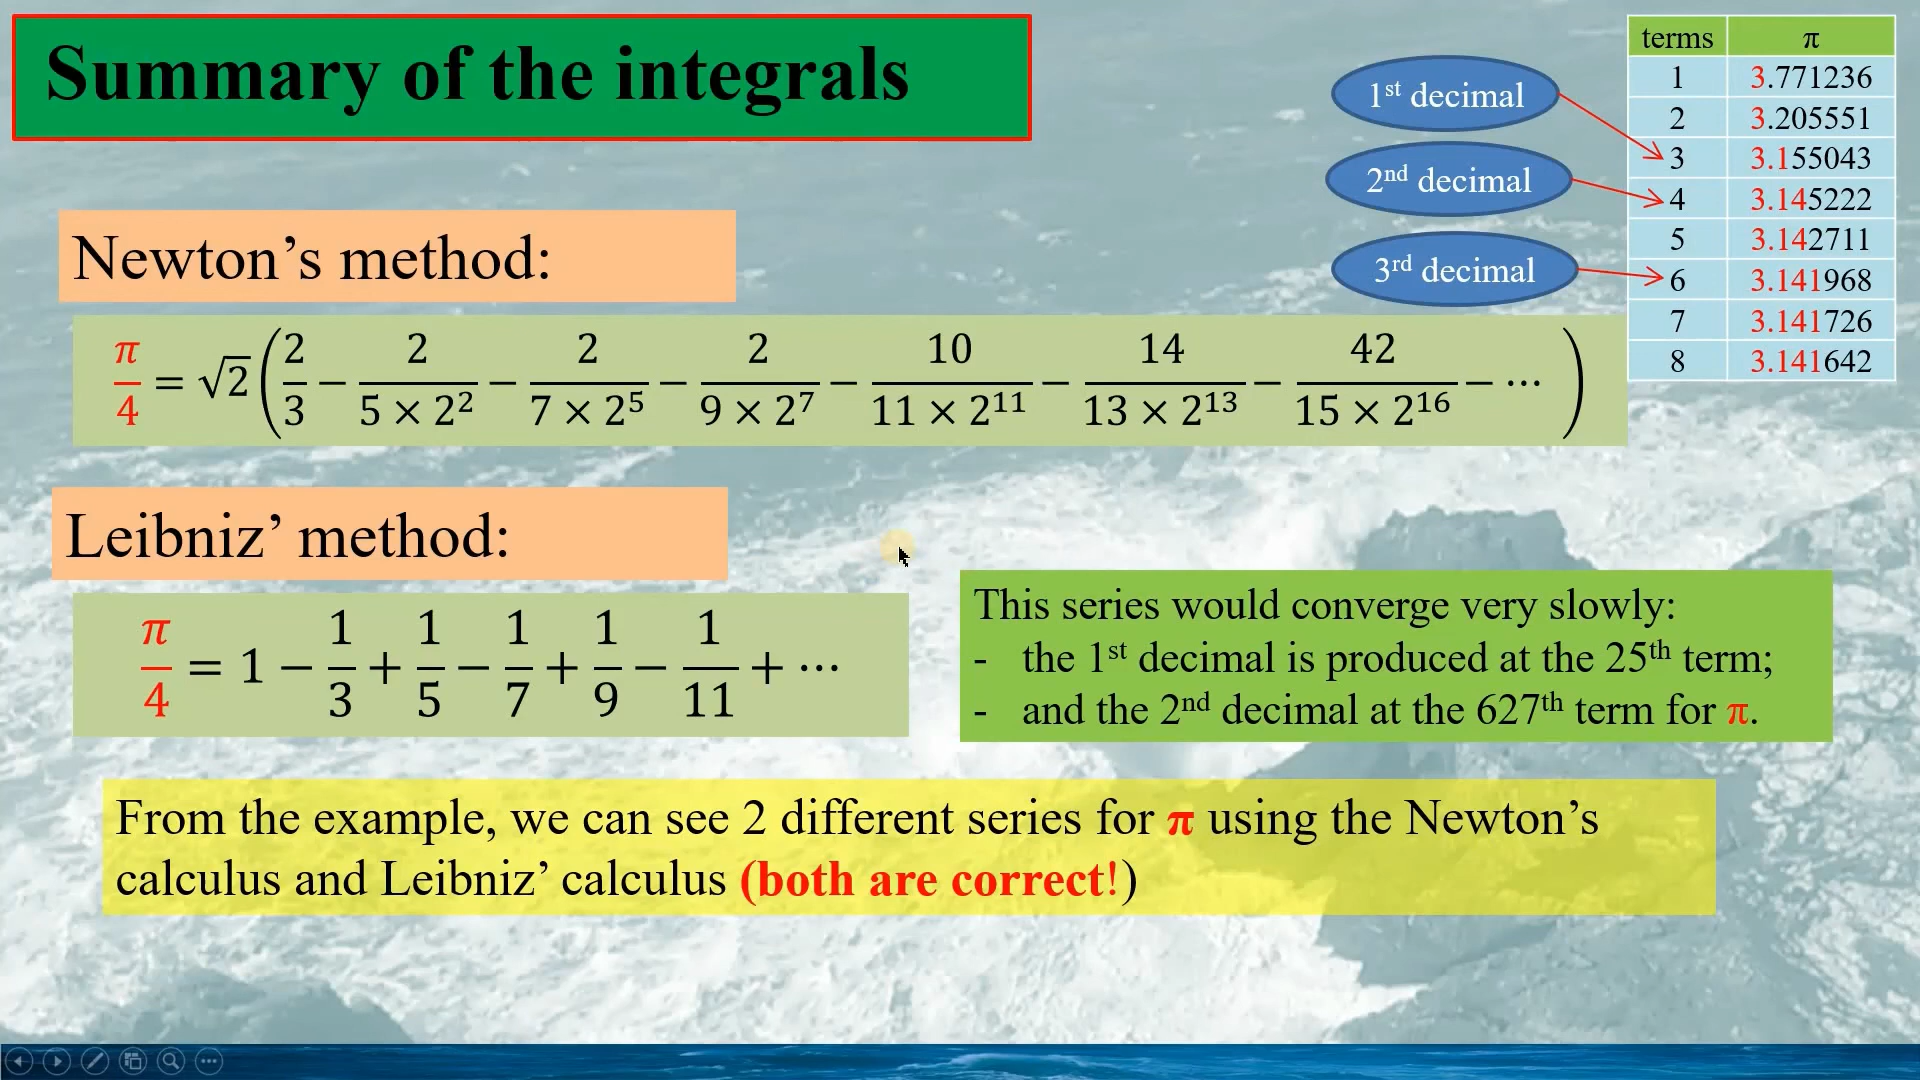 Summary of the integrals
1st decimal
2nd decimal
3rd decimal
terms π
1 3.771236
2 3.205551
3 3.155043
4 3.145222
5 3.142711
6 3.141968
7 3.141726
8 3.141642
Newton’s method:
π/4 = √2 (2/3 − 2/(5 × 2²) − 2/(7 × 2⁵) − 2/(9 × 2⁷) − 10/(11 × 2¹¹) − 14/(13 × 2¹³) − 42/(15 × 2¹⁶) − ⋯ )
Leibniz’ method:
π/4 = 1 − 1/3 + 1/5 − 1/7 + 1/9 − 1/11 + ⋯
This series would converge very slowly:
- the 1st decimal is produced at the 25th term;
- and the 2nd decimal at the 627th term for π.
From the example, we can see 2 different series for π using the Newton’s
calculus and Leibniz’ calculus (both are correct!)